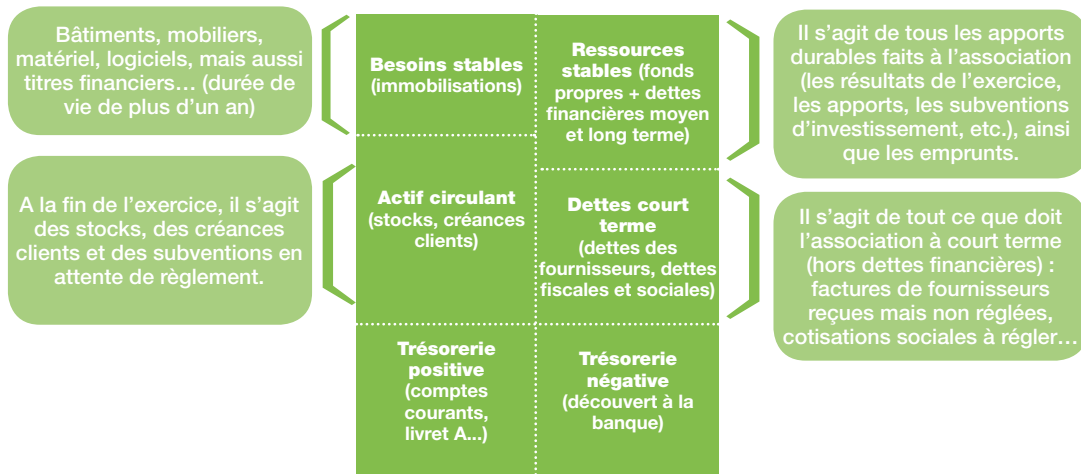 Bâtiments, mobiliers,
matériel, logiciels, mais aussi
titres financiers… (durée de
vie de plus d'un an)
Besoins stables
(immobilisations)
Ressources
stables (fonds
propres + dettes
financières moyen
et long terme)
Il s'agit de tous les apports
durables faits à l'association
(les résultats de l'exercice,
les apports, les subventions
d'investissement, etc.), ainsi
que les emprunts.
A la fin de l'exercice, il s'agit
des stocks, des créances
clients et des subventions en
attente de règlement.
Actif circulant
(stocks, créances
clients)
Dettes court
terme
(dettes des
fournisseurs, dettes
fiscales et sociales)
Il s'agit de tout ce que doit
l'association à court terme
(hors dettes financières) :
factures de fournisseurs
reçues mais non réglées,
cotisations sociales à régler…
Trésorerie
positive
(comptes
courants,
livret A...)
Trésorerie
négative
(découvert à la
banque)